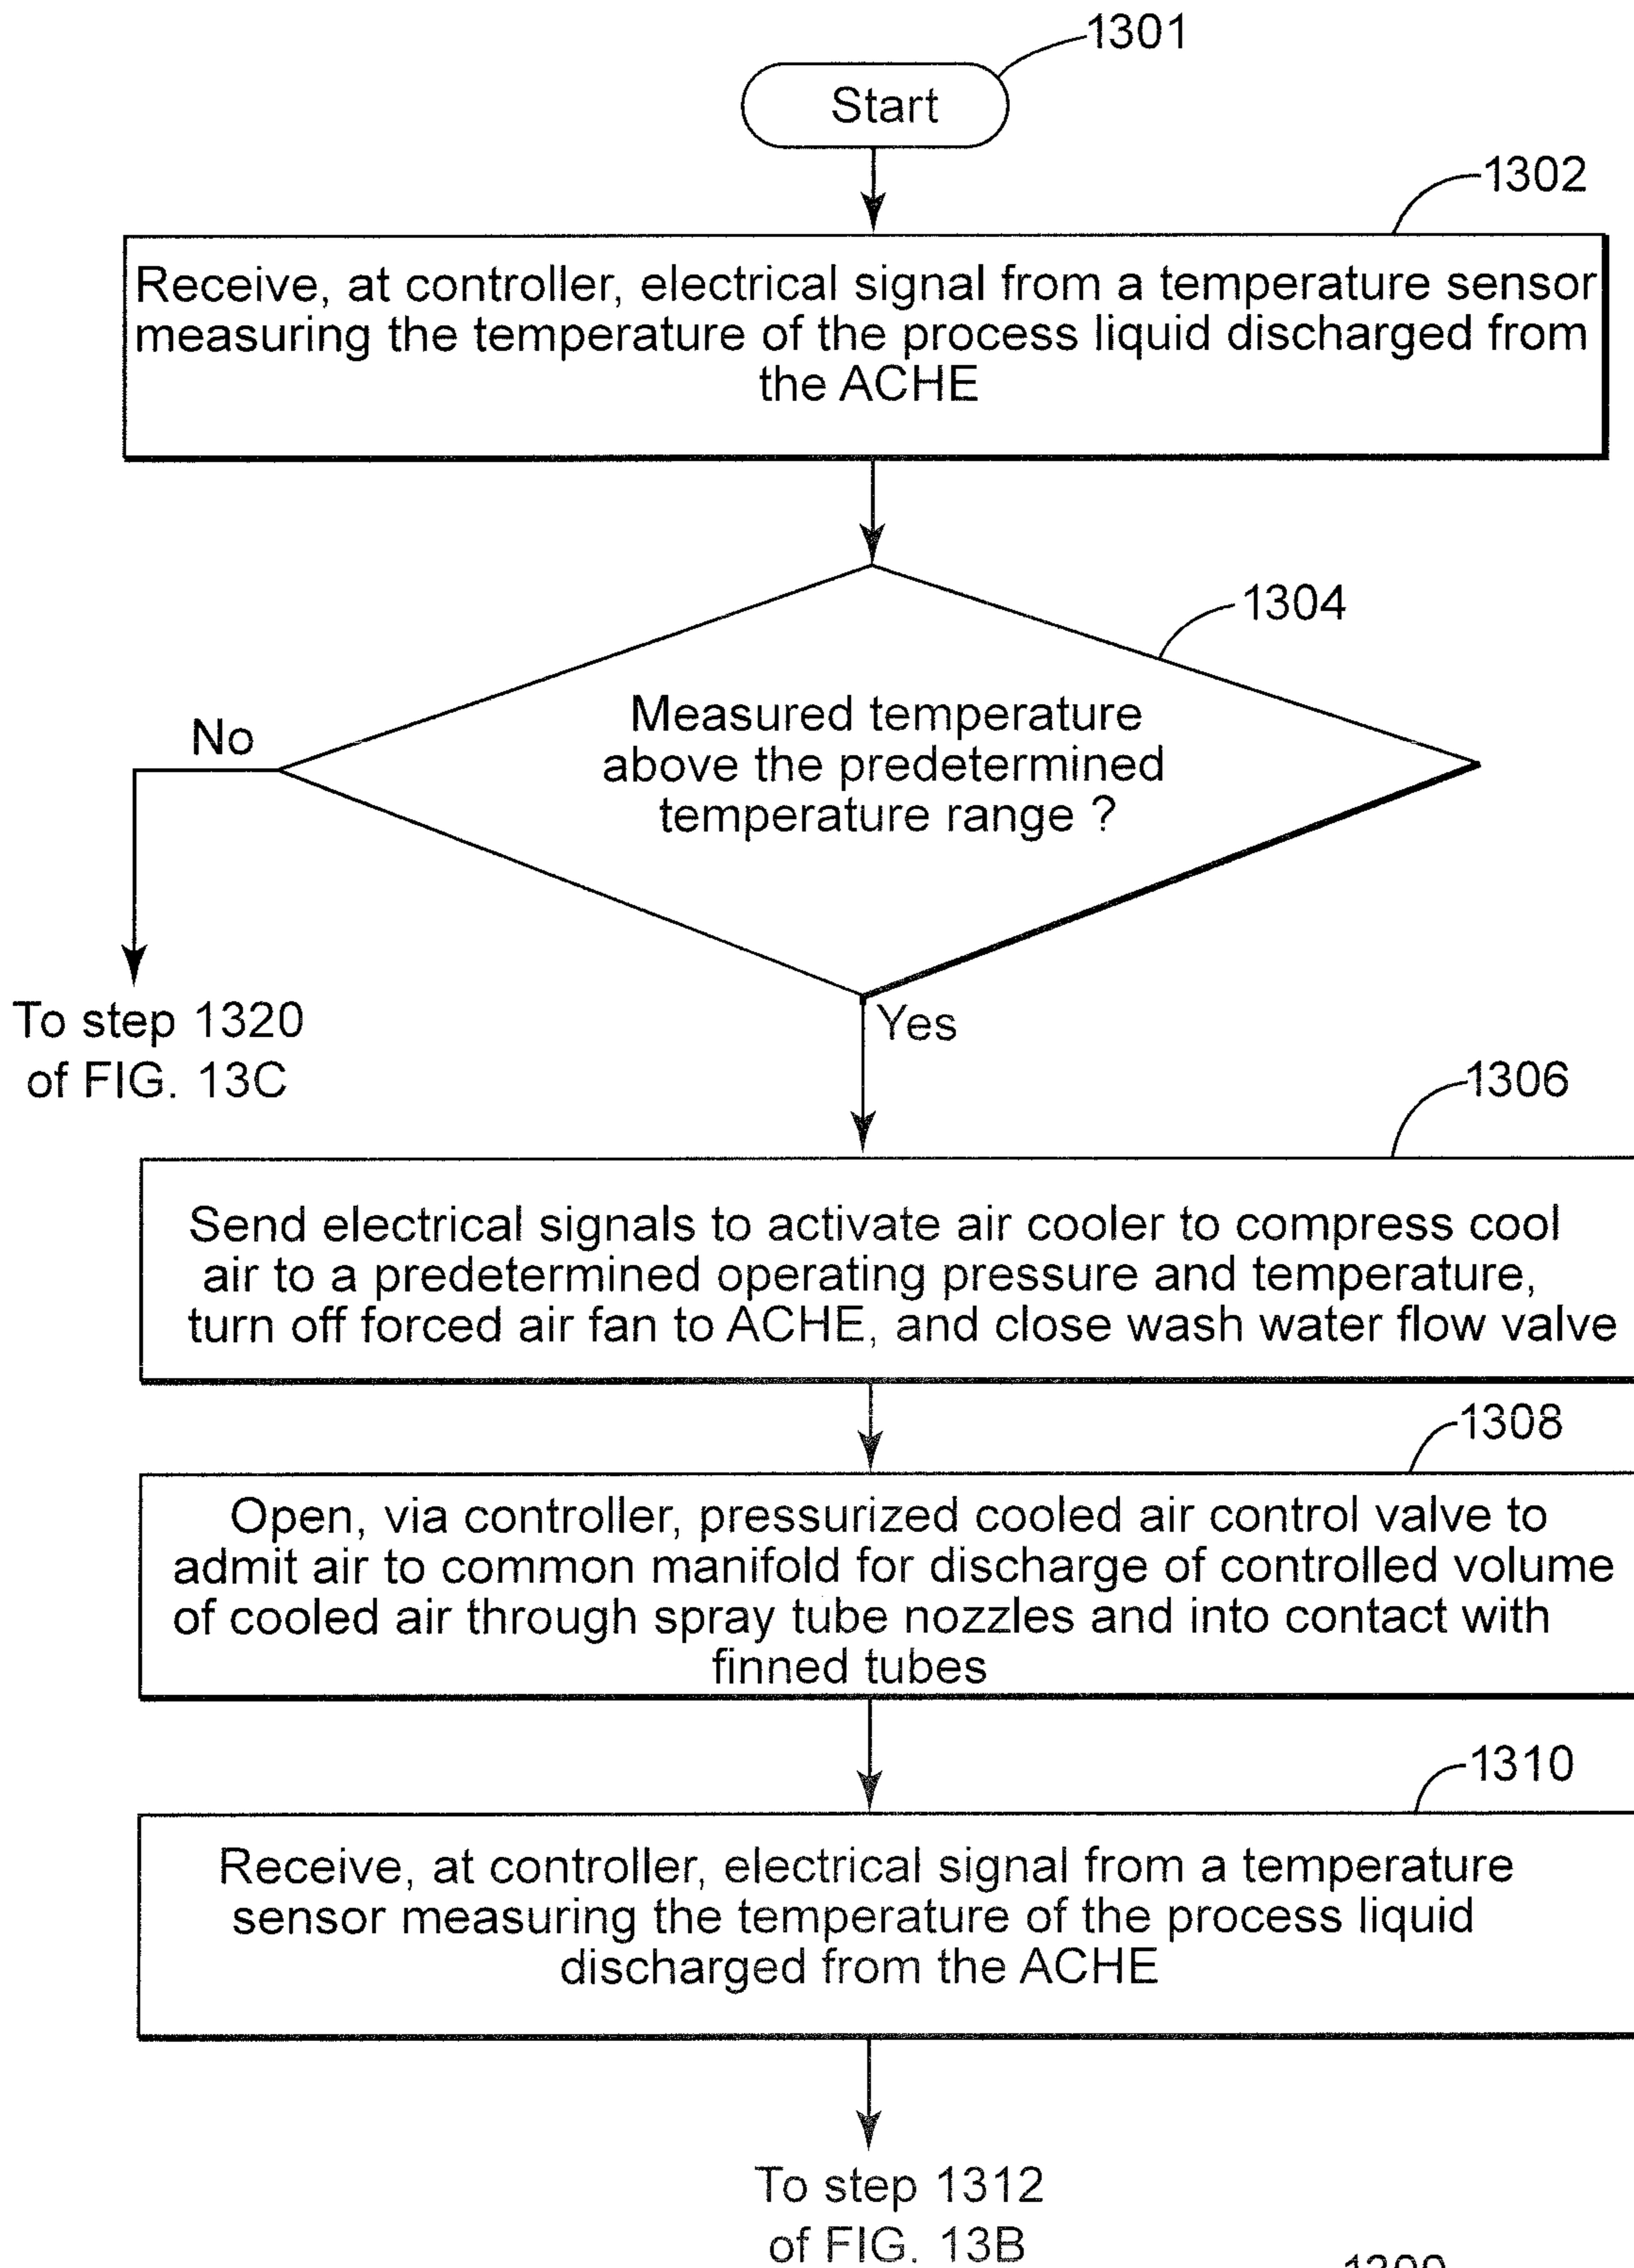 1301
Start
1302
Receive, at controller, electrical signal from a temperature sensor
measuring the temperature of the process liquid discharged from
the ACHE
1304
Measured temperature
above the predetermined
temperature range ?
No
Yes
To step 1320
of FIG. 13C
1306
Send electrical signals to activate air cooler to compress cool
air to a predetermined operating pressure and temperature,
turn off forced air fan to ACHE, and close wash water flow valve
1308
Open, via controller, pressurized cooled air control valve to
admit air to common manifold for discharge of controlled volume
of cooled air through spray tube nozzles and into contact with
finned tubes
1310
Receive, at controller, electrical signal from a temperature
sensor measuring the temperature of the process liquid
discharged from the ACHE
To step 1312
of FIG. 13B